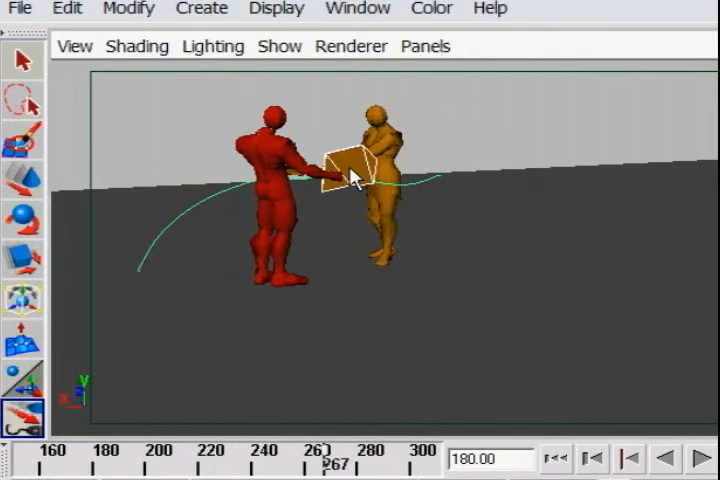 File Edit Modify Create Display Window Color Help
View Shading Lighting Show Renderer Panels
y
z
x
160 180 200 220 240 260 280 300
267
180.00